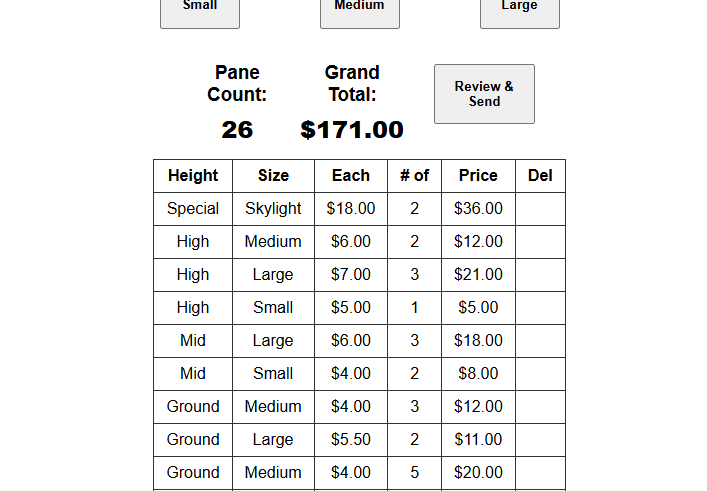 Small Medium Large
Pane Count: Grand Total: Review & Send
26 $171.00
Height Size Each # of Price Del
Special Skylight $18.00 2 $36.00
High Medium $6.00 2 $12.00
High Large $7.00 3 $21.00
High Small $5.00 1 $5.00
Mid Large $6.00 3 $18.00
Mid Small $4.00 2 $8.00
Ground Medium $4.00 3 $12.00
Ground Large $5.50 2 $11.00
Ground Medium $4.00 5 $20.00